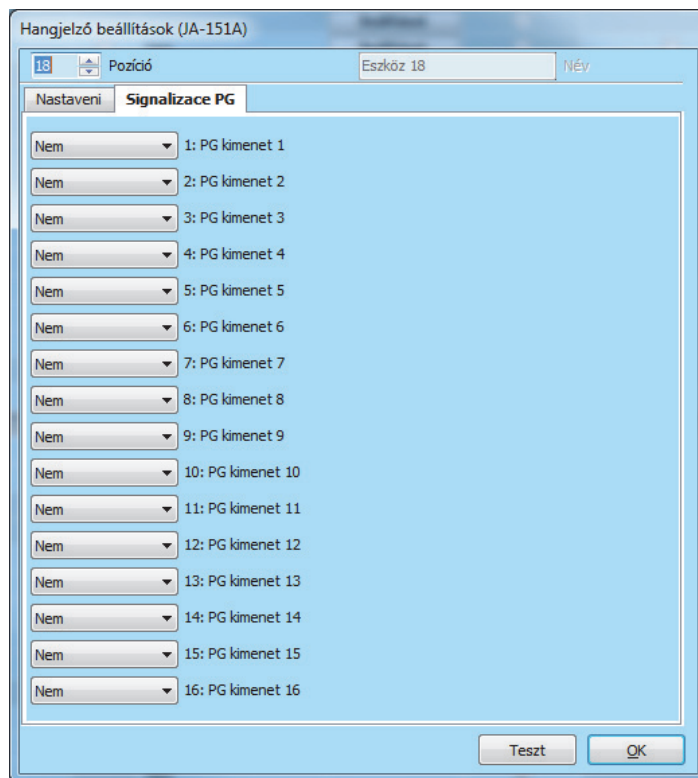 Hangjelző beállítások (JA-151A)
18 Pozíció Eszköz 18 Név
Nastaveni Signalizace PG
Nem 1: PG kimenet 1
Nem 2: PG kimenet 2
Nem 3: PG kimenet 3
Nem 4: PG kimenet 4
Nem 5: PG kimenet 5
Nem 6: PG kimenet 6
Nem 7: PG kimenet 7
Nem 8: PG kimenet 8
Nem 9: PG kimenet 9
Nem 10: PG kimenet 10
Nem 11: PG kimenet 11
Nem 12: PG kimenet 12
Nem 13: PG kimenet 13
Nem 14: PG kimenet 14
Nem 15: PG kimenet 15
Nem 16: PG kimenet 16
Teszt OK